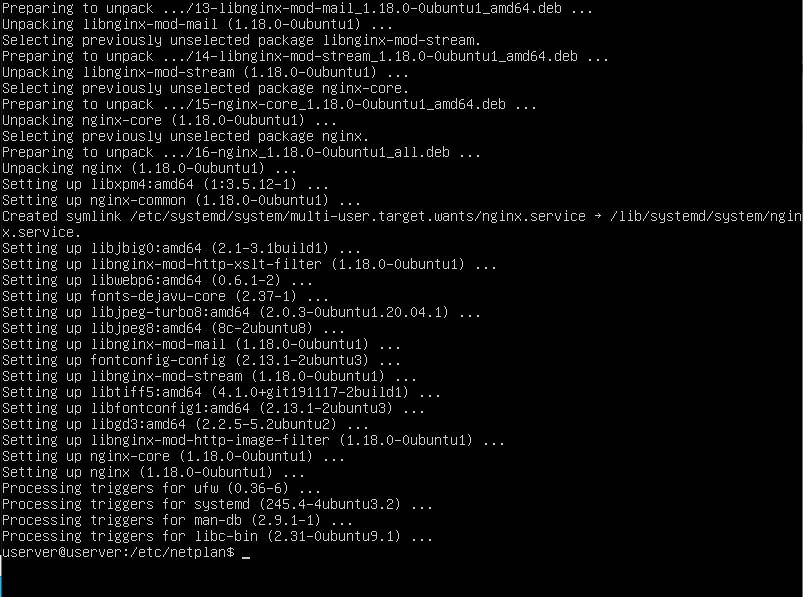 Preparing to unpack .../13-libnginx-mod-mail_1.18.0-0ubuntu1_amd64.deb ...
Unpacking libnginx-mod-mail (1.18.0-0ubuntu1) ...
Selecting previously unselected package libnginx-mod-stream.
Preparing to unpack .../14-libnginx-mod-stream_1.18.0-0ubuntu1_amd64.deb ...
Unpacking libnginx-mod-stream (1.18.0-0ubuntu1) ...
Selecting previously unselected package nginx-core.
Preparing to unpack .../15-nginx-core_1.18.0-0ubuntu1_amd64.deb ...
Unpacking nginx-core (1.18.0-0ubuntu1) ...
Selecting previously unselected package nginx.
Preparing to unpack .../16-nginx_1.18.0-0ubuntu1_all.deb ...
Unpacking nginx (1.18.0-0ubuntu1) ...
Setting up libxpm4:amd64 (1:3.5.12-1) ...
Setting up nginx-common (1.18.0-0ubuntu1) ...
Created symlink /etc/systemd/system/multi-user.target.wants/nginx.service → /lib/systemd/system/ngin
x.service.
Setting up libjbig0:amd64 (2.1-3.1build1) ...
Setting up libnginx-mod-http-xslt-filter (1.18.0-0ubuntu1) ...
Setting up libwebp6:amd64 (0.6.1-2) ...
Setting up fonts-dejavu-core (2.37-1) ...
Setting up libjpeg-turbo8:amd64 (2.0.3-0ubuntu1.20.04.1) ...
Setting up libjpeg8:amd64 (8c-2ubuntu8) ...
Setting up libnginx-mod-mail (1.18.0-0ubuntu1) ...
Setting up fontconfig-config (2.13.1-2ubuntu3) ...
Setting up libnginx-mod-stream (1.18.0-0ubuntu1) ...
Setting up libtiff5:amd64 (4.1.0+git191117-2build1) ...
Setting up libfontconfig1:amd64 (2.13.1-2ubuntu3) ...
Setting up libgd3:amd64 (2.2.5-5.2ubuntu2) ...
Setting up libnginx-mod-http-image-filter (1.18.0-0ubuntu1) ...
Setting up nginx-core (1.18.0-0ubuntu1) ...
Setting up nginx (1.18.0-0ubuntu1) ...
Processing triggers for ufw (0.36-6) ...
Processing triggers for systemd (245.4-4ubuntu3.2) ...
Processing triggers for man-db (2.9.1-1) ...
Processing triggers for libc-bin (2.31-0ubuntu9.1) ...
userver@userver:/etc/netplan$ _